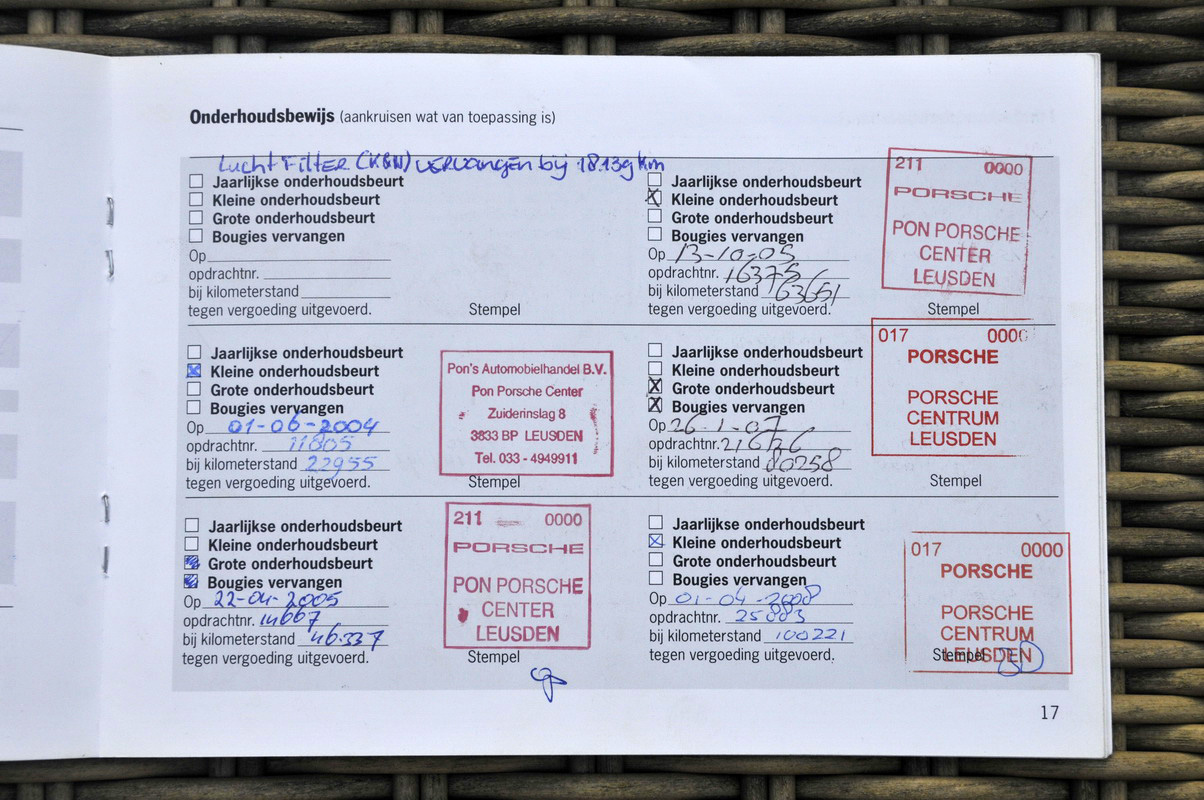 Onderhoudsbewijs (aankruisen wat van toepassing is)
Lucht Filter (K&N) vervangen bij 18.139 km
Jaarlijkse onderhoudsbeurt
Kleine onderhoudsbeurt
Grote onderhoudsbeurt
Bougies vervangen
Op
opdrachtnr.
bij kilometerstand
tegen vergoeding uitgevoerd.
Stempel
Jaarlijkse onderhoudsbeurt
Kleine onderhoudsbeurt
Grote onderhoudsbeurt
Bougies vervangen
Op 01-06-2004
opdrachtnr. 11805
bij kilometerstand 22955
tegen vergoeding uitgevoerd.
Pon's Automobielhandel B.V.
Pon Porsche Center
Zuiderinslag 8
3833 BP LEUSDEN
Tel. 033 - 4949911
Stempel
Jaarlijkse onderhoudsbeurt
Kleine onderhoudsbeurt
Grote onderhoudsbeurt
Bougies vervangen
Op 22-04-2005
opdrachtnr. 14667
bij kilometerstand 46.337
tegen vergoeding uitgevoerd.
211 0000
PORSCHE
PON PORSCHE
CENTER
LEUSDEN
Stempel
Jaarlijkse onderhoudsbeurt
Kleine onderhoudsbeurt
Grote onderhoudsbeurt
Bougies vervangen
Op 13-10-05
opdrachtnr. 16375
bij kilometerstand 63651
tegen vergoeding uitgevoerd.
211 0000
PORSCHE
PON PORSCHE
CENTER
LEUSDEN
Stempel
Jaarlijkse onderhoudsbeurt
Kleine onderhoudsbeurt
Grote onderhoudsbeurt
Bougies vervangen
Op 26-1-07
opdrachtnr. 21676
bij kilometerstand 80258
tegen vergoeding uitgevoerd.
017 0000
PORSCHE
PORSCHE
CENTRUM
LEUSDEN
Stempel
Jaarlijkse onderhoudsbeurt
Kleine onderhoudsbeurt
Grote onderhoudsbeurt
Bougies vervangen
Op 01-04-2008
opdrachtnr. 25883
bij kilometerstand 100221
tegen vergoeding uitgevoerd.
017 0000
PORSCHE
PORSCHE
CENTRUM
LEUSDEN
Stempel
17